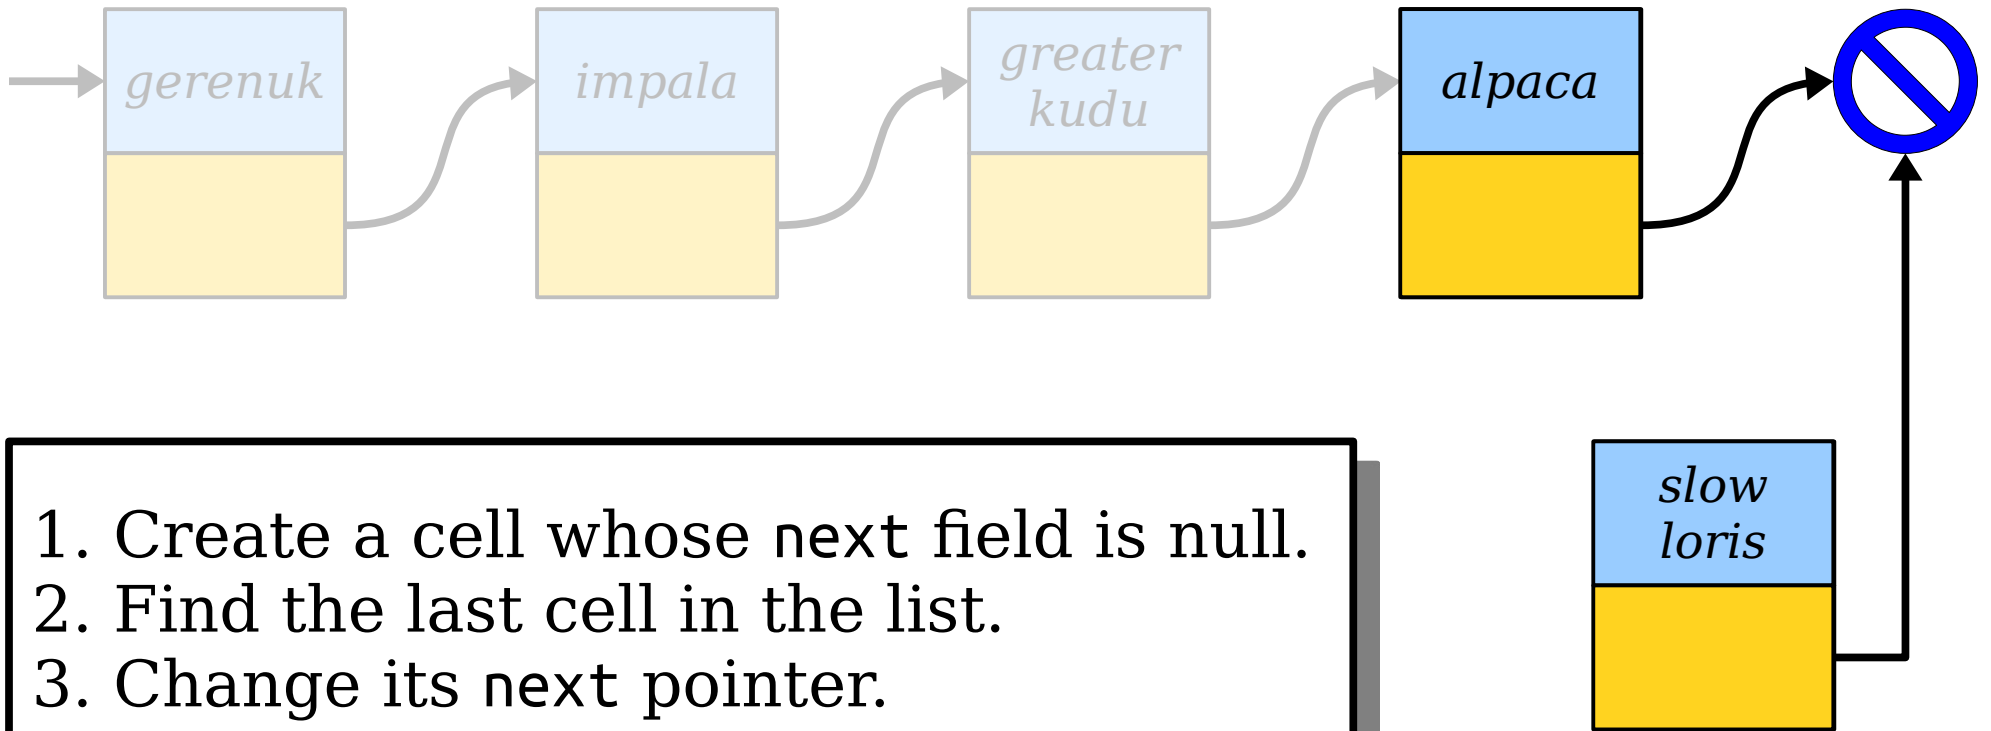 gerenuk
impala
greater
kudu
alpaca
slow
loris
1. Create a cell whose next field is null.
2. Find the last cell in the list.
3. Change its next pointer.